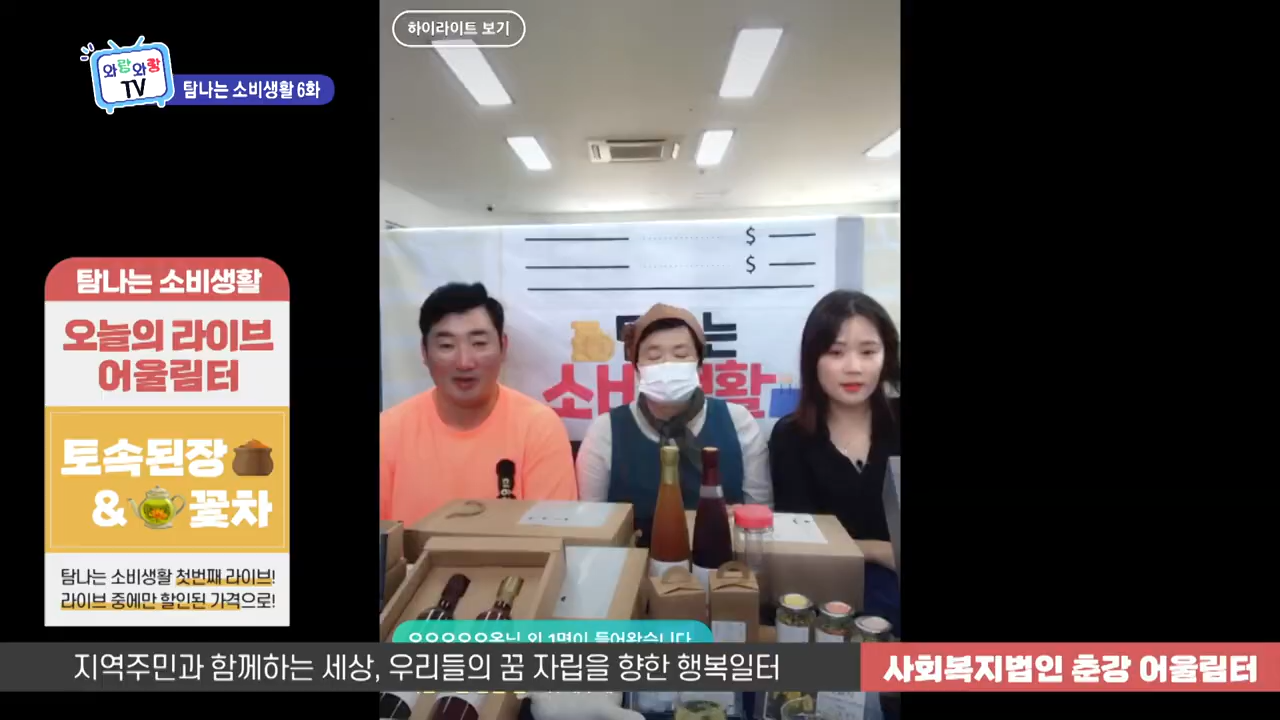 하이라이트 보기
와랑와랑
TV
탐나는 소비생활 6화
$
$
탐나는 소비생활
오늘의 라이브
어울림터
토속된장
& 꽃차
탐나는 소비생활 첫번째 라이브!
라이브 중에만 할인된 가격으로!
지역주민과 함께하는 세상, 우리들의 꿈 자립을 향한 행복일터
사회복지법인 춘강 어울림터